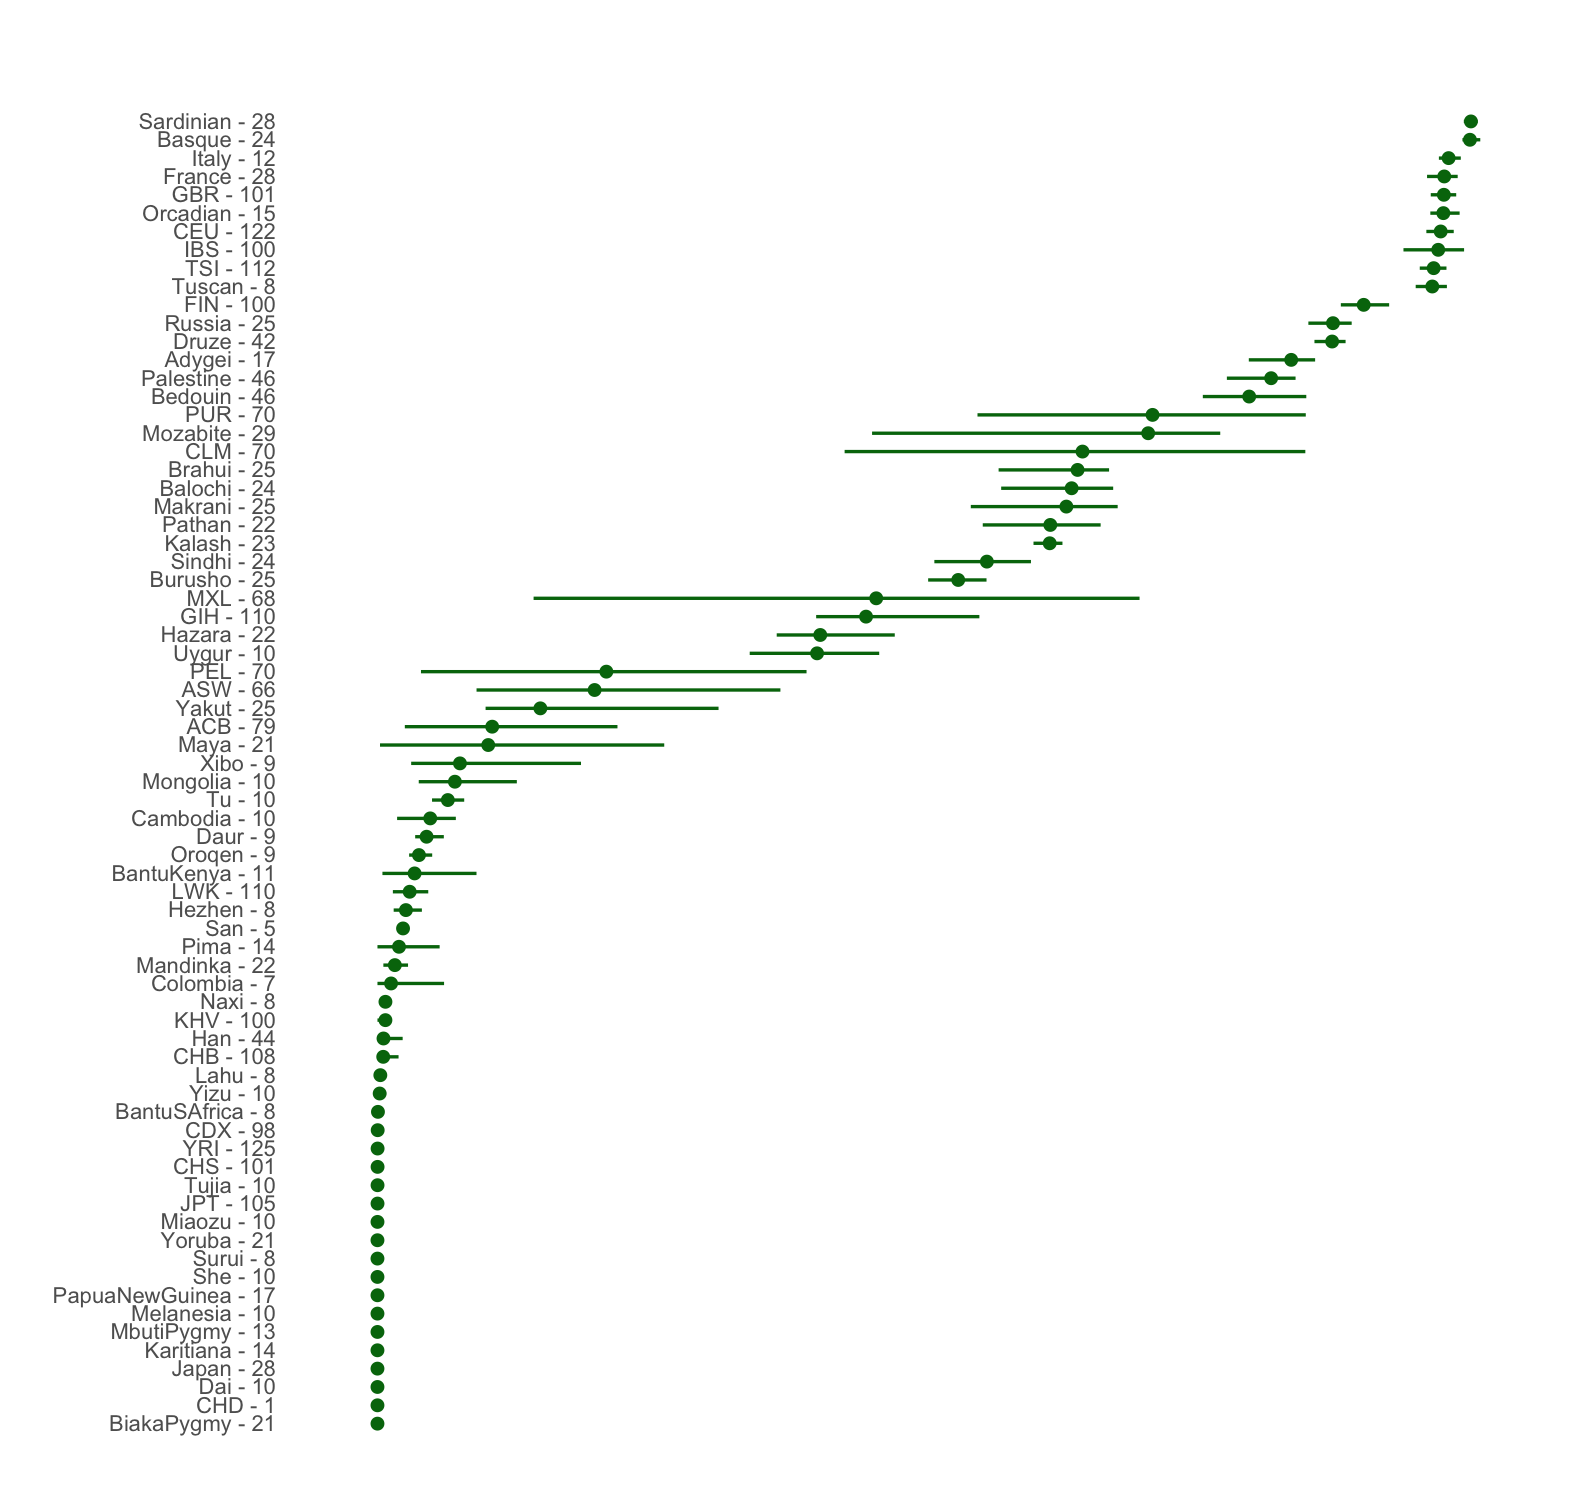 Sardinian - 28
Basque - 24
Italy - 12
France - 28
GBR - 101
Orcadian - 15
CEU - 122
IBS - 100
TSI - 112
Tuscan - 8
FIN - 100
Russia - 25
Druze - 42
Adygei - 17
Palestine - 46
Bedouin - 46
PUR - 70
Mozabite - 29
CLM - 70
Brahui - 25
Balochi - 24
Makrani - 25
Pathan - 22
Kalash - 23
Sindhi - 24
Burusho - 25
MXL - 68
GIH - 110
Hazara - 22
Uygur - 10
PEL - 70
ASW - 66
Yakut - 25
ACB - 79
Maya - 21
Xibo - 9
Mongolia - 10
Tu - 10
Cambodia - 10
Daur - 9
Oroqen - 9
BantuKenya - 11
LWK - 110
Hezhen - 8
San - 5
Pima - 14
Mandinka - 22
Colombia - 7
Naxi - 8
KHV - 100
Han - 44
CHB - 108
Lahu - 8
Yizu - 10
BantuSAfrica - 8
CDX - 98
YRI - 125
CHS - 101
Tujia - 10
JPT - 105
Miaozu - 10
Yoruba - 21
Surui - 8
She - 10
PapuaNewGuinea - 17
Melanesia - 10
MbutiPygmy - 13
Karitiana - 14
Japan - 28
Dai - 10
CHD - 1
BiakaPygmy - 21